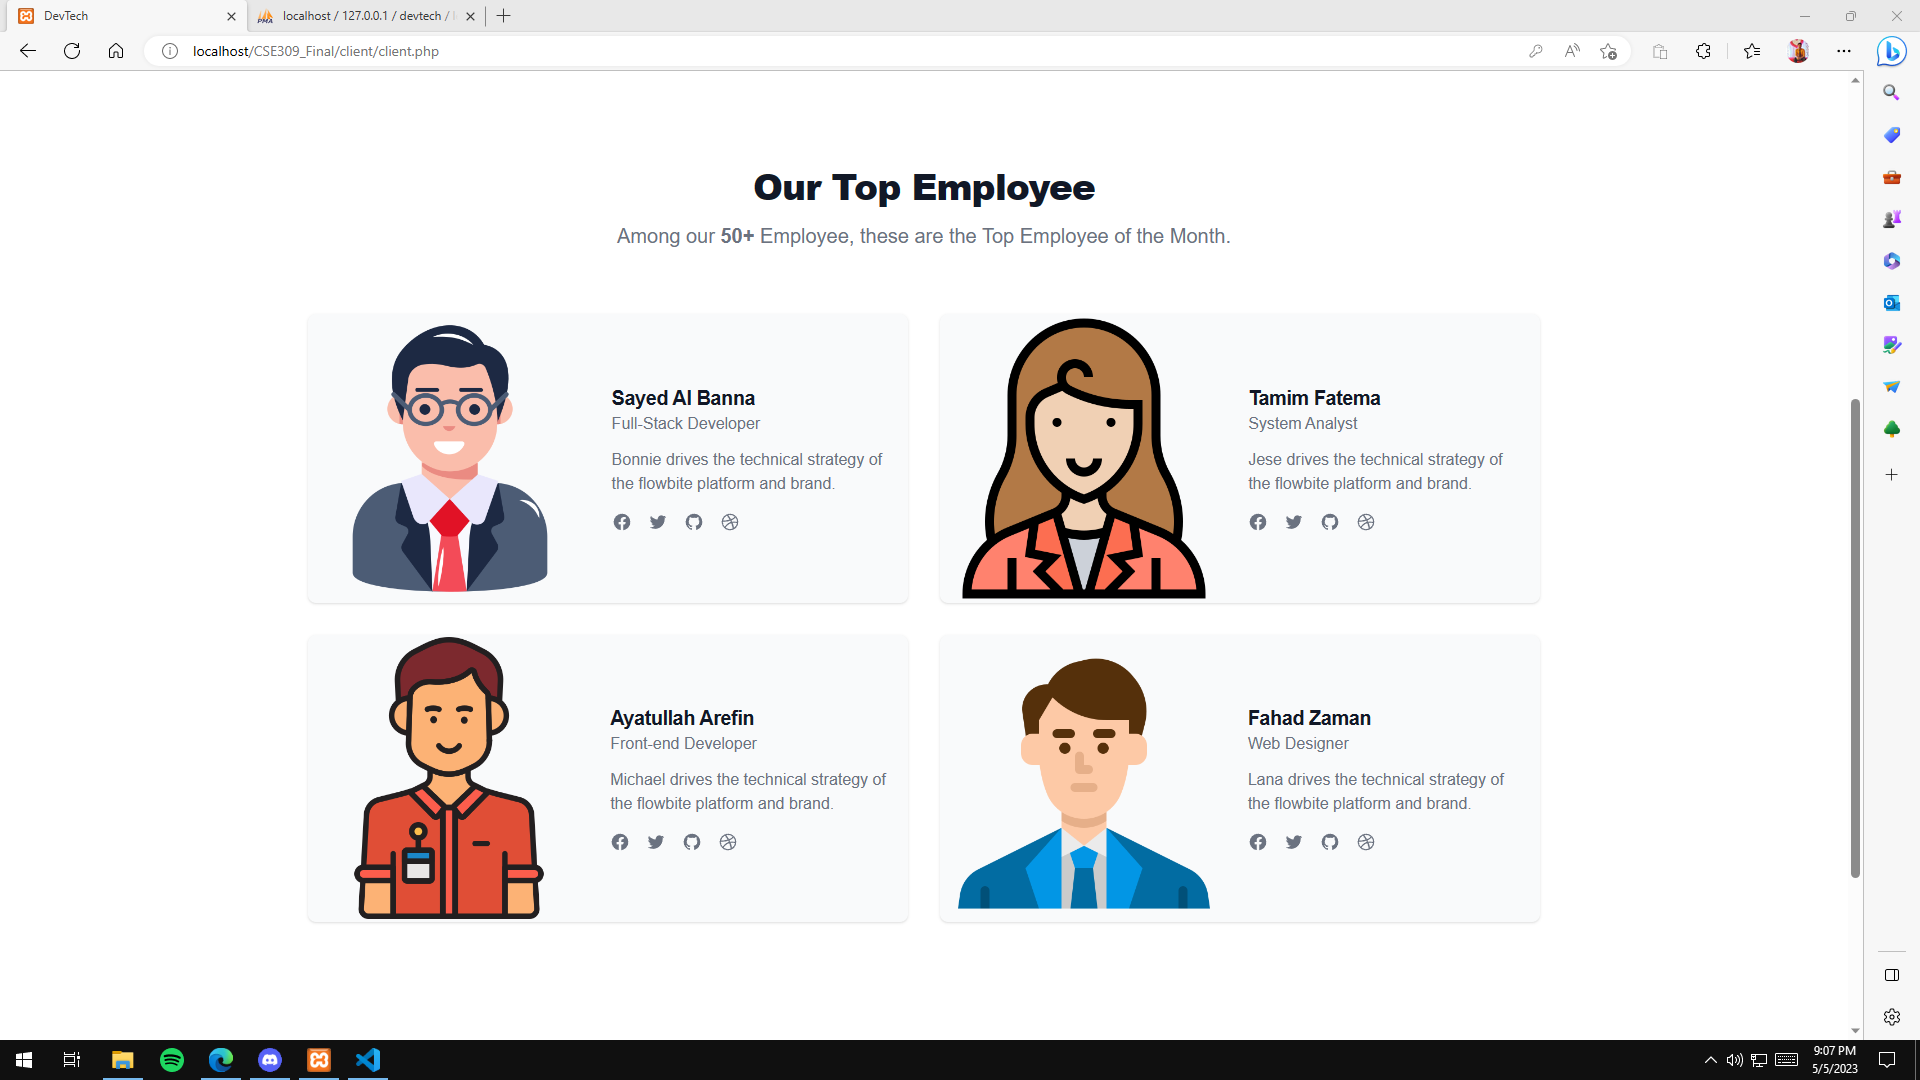 DevTech
localhost / 127.0.0.1 / devtech /
localhost/CSE309_Final/client/client.php
Our Top Employee
Among our 50+ Employee, these are the Top Employee of the Month.
Sayed Al Banna
Full-Stack Developer
Bonnie drives the technical strategy of
the flowbite platform and brand.
Tamim Fatema
System Analyst
Jese drives the technical strategy of
the flowbite platform and brand.
Ayatullah Arefin
Front-end Developer
Michael drives the technical strategy of
the flowbite platform and brand.
Fahad Zaman
Web Designer
Lana drives the technical strategy of
the flowbite platform and brand.
9:07 PM
5/5/2023